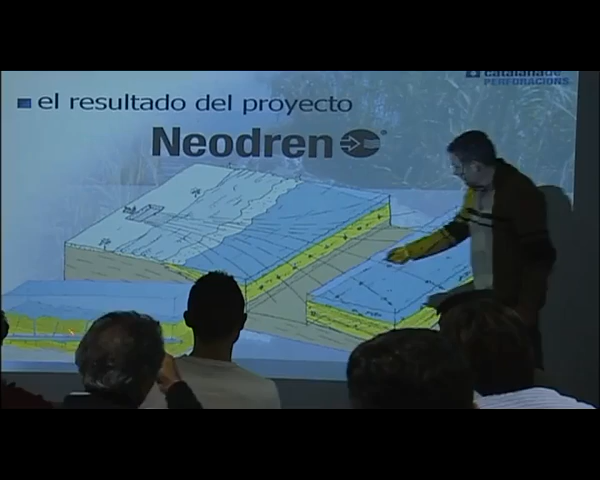 catalana de
PERFORACIONS
el resultado del proyecto
Neodren®